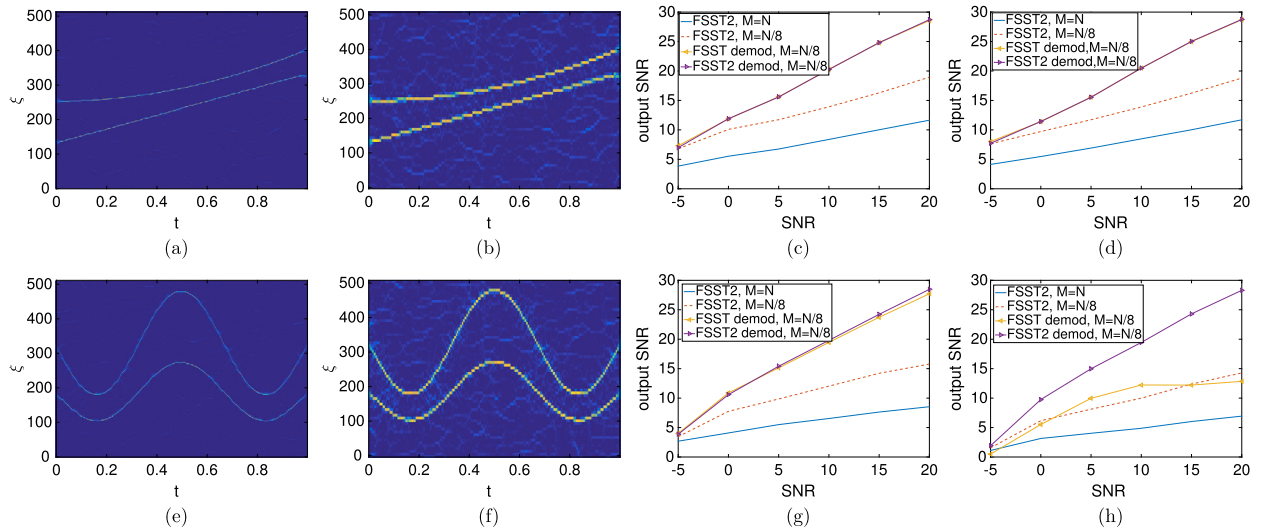 500
400
300
200
100
0
ξ
0 0.2 0.4 0.6 0.8
t
(a)
500
400
300
200
100
0
ξ
0 0.2 0.4 0.6 0.8
t
(b)
30
25
20
15
10
5
0
output SNR
FSST2, M=N
FSST2, M=N/8
FSST demod, M=N/8
FSST2 demod, M=N/8
-5 0 5 10 15 20
SNR
(c)
30
25
20
15
10
5
0
output SNR
FSST2, M=N
FSST2, M=N/8
FSST demod,M=N/8
FSST2 demod,M=N/8
-5 0 5 10 15 20
SNR
(d)
500
400
300
200
100
0
ξ
0 0.2 0.4 0.6 0.8
t
(e)
500
400
300
200
100
0
ξ
0 0.2 0.4 0.6 0.8
t
(f)
30
25
20
15
10
5
0
output SNR
FSST2, M=N
FSST2, M=N/8
FSST demod, M=N/8
FSST2 demod, M=N/8
-5 0 5 10 15 20
SNR
(g)
30
25
20
15
10
5
0
output SNR
FSST2, M=N
FSST2, M=N/8
FSST demod, M=N/8
FSST2 demod, M=N/8
-5 0 5 10 15 20
SNR
(h)